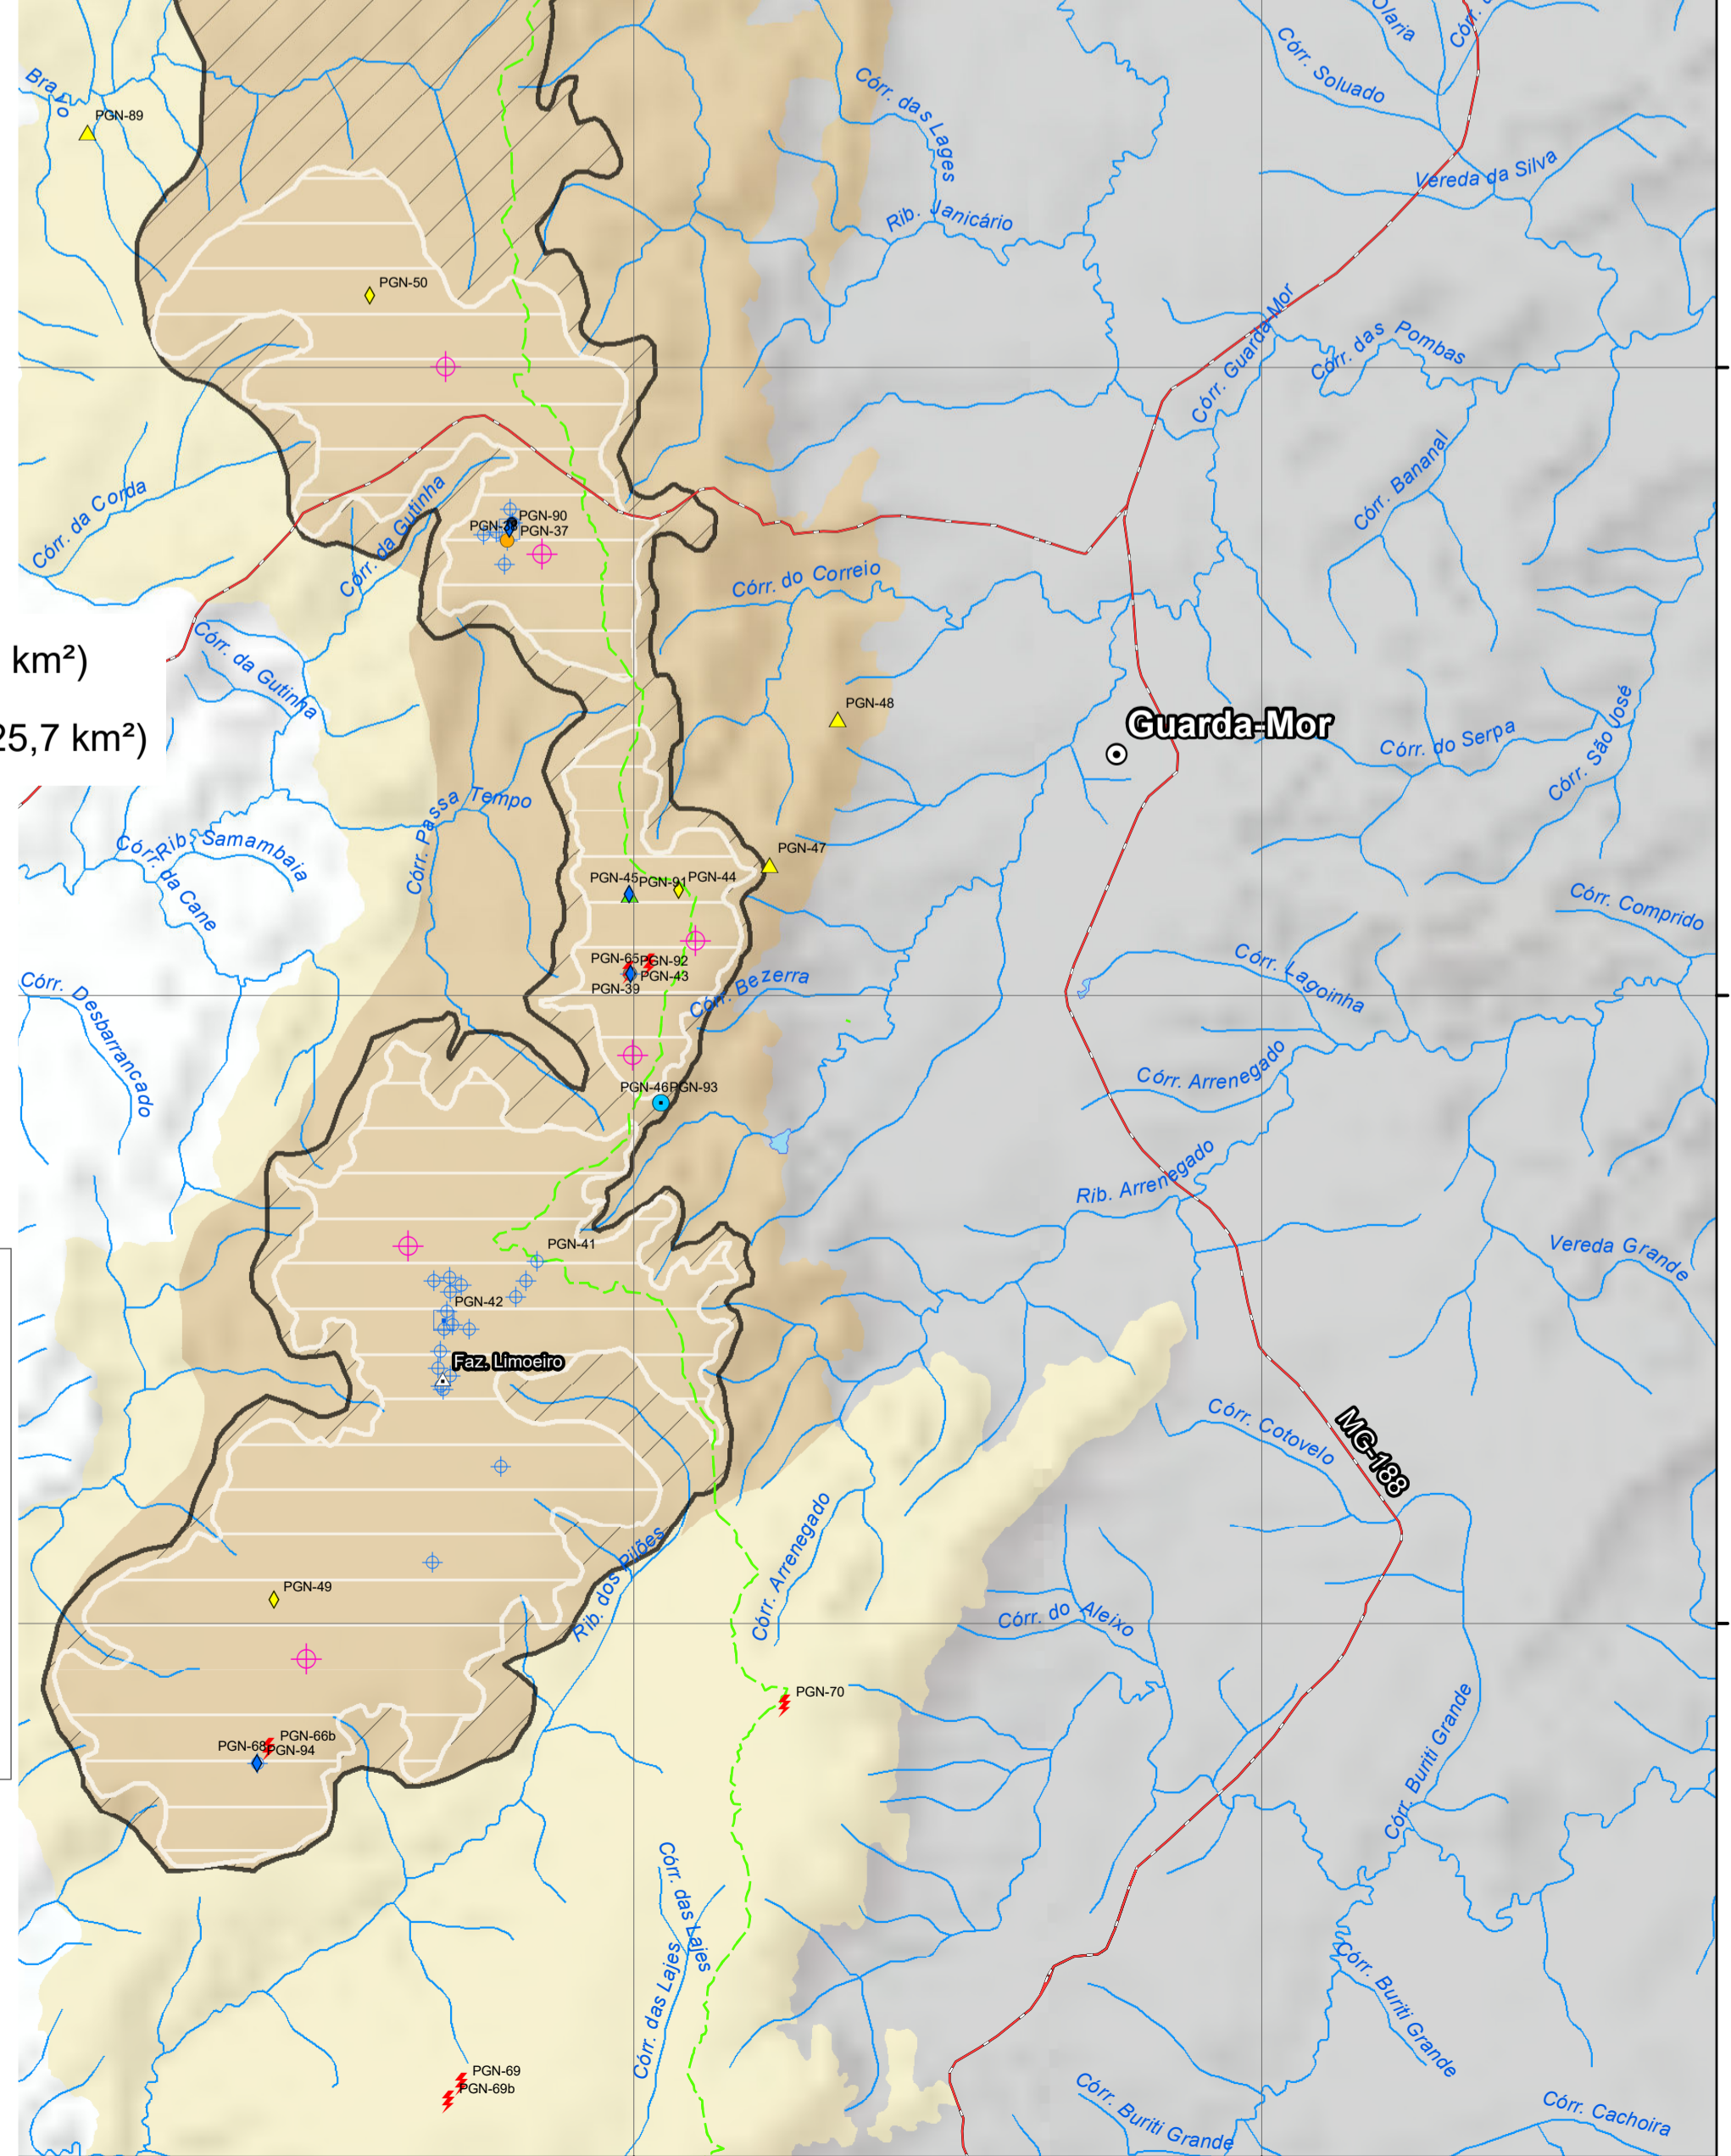 Olaria
Córr.
Córr. Soluado
Córr. das Lages
PGN-89
Vereda da Silva
Rib. Janicário
PGN-50
Córr. Guarda-Mor
Córr. das Pombas
Córr. Bananal
Córr. da Corda
Córr. da Gutinha
PGN-90
PGN-37
Córr. do Correio
Córr. da Gutinha
km²)
25,7 km²)
PGN-48
Guarda-Mor
Córr. do Serpa
Córr. São José
Córr. Passa Tempo
Rib. Samambaia
Córr. da Cane
PGN-47
PGN-45
PGN-91
PGN-44
Córr. Comprido
PGN-65
PGN-92
PGN-43
PGN-39
Córr. Bezerra
Córr. Lagoinha
Córr. Desbarrancado
Córr. Arrenegado
PGN-46
PGN-93
Rib. Arrenegado
PGN-41
Vereda Grande
PGN-42
Faz. Limoeiro
Córr. Cotovelo
MG-188
Rib. dos Pilões
Córr. Arrenegado
PGN-49
Córr. do Aleixo
PGN-70
Córr. Buriti Grande
PGN-66b
PGN-68
PGN-94
Córr. das Lajes
Córr. das Lajes
Córr. Buriti Grande
PGN-69
PGN-69b
Córr. Buriti Grande
Córr. Cachoira